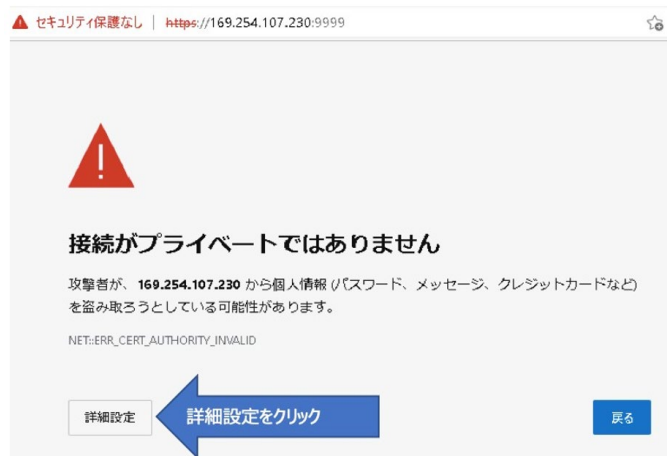 セキュリティ保護なし | https://169.254.107.230:9999
接続がプライベートではありません
攻撃者が、169.254.107.230 から個人情報 (パスワード、メッセージ、クレジットカードなど)
を盗み取ろうとしている可能性があります。
NET::ERR_CERT_AUTHORITY_INVALID
詳細設定 詳細設定をクリック 戻る